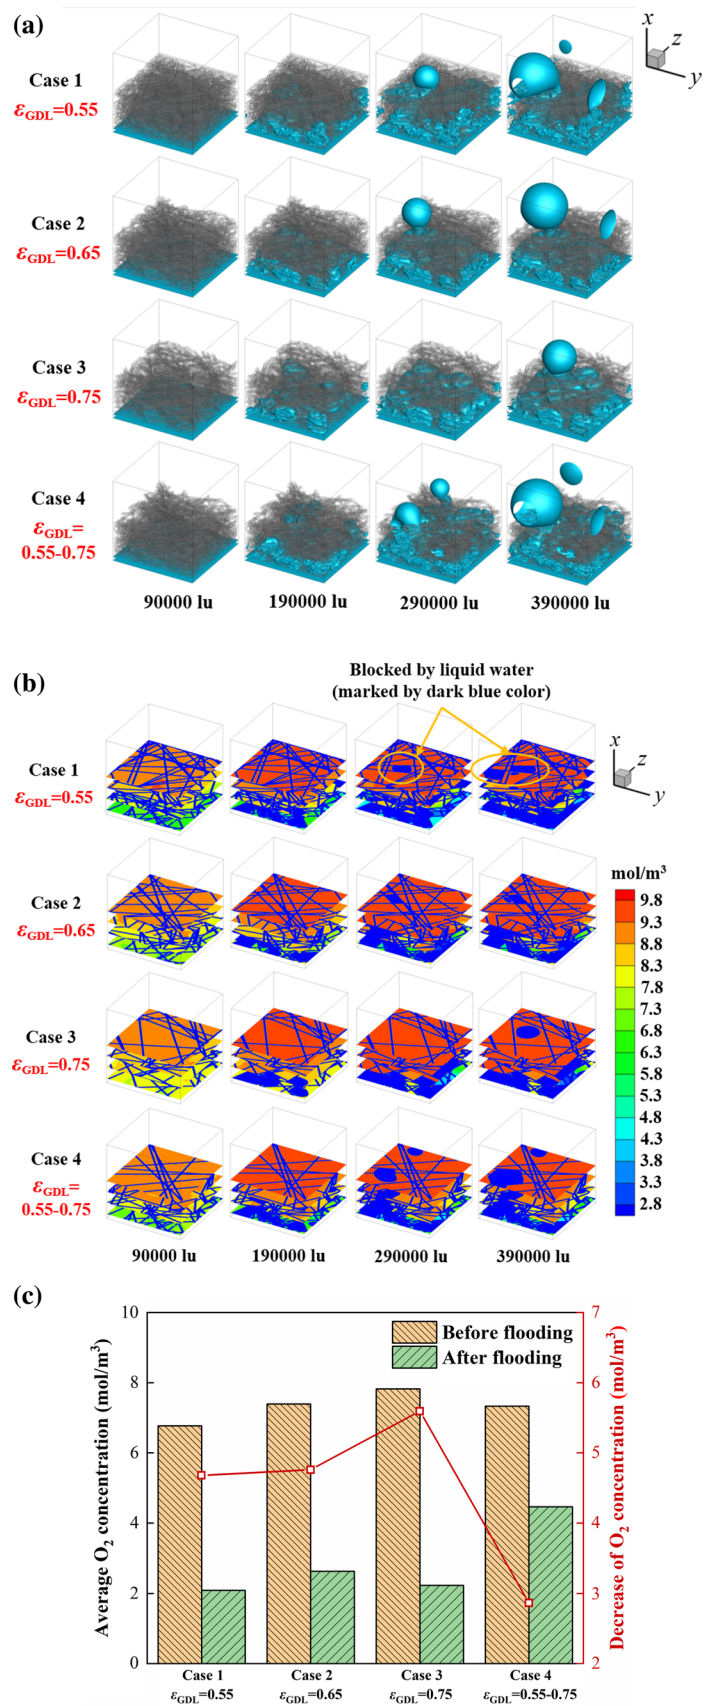 (a)
x
z
y
Case 1
εGDL=0.55
Case 2
εGDL=0.65
Case 3
εGDL=0.75
Case 4
εGDL=
0.55-0.75
90000 lu 190000 lu 290000 lu 390000 lu
(b)
Blocked by liquid water
(marked by dark blue color)
x
z
y
Case 1
εGDL=0.55
Case 2
εGDL=0.65
Case 3
εGDL=0.75
Case 4
εGDL=
0.55-0.75
90000 lu 190000 lu 290000 lu 390000 lu
mol/m³
9.8
9.3
8.8
8.3
7.8
7.3
6.8
6.3
5.8
5.3
4.8
4.3
3.8
3.3
2.8
(c)
Average O₂ concentration (mol/m³)
10
8
6
4
2
0
Before flooding
After flooding
7
6
5
4
3
2
Decrease of O₂ concentration (mol/m³)
Case 1 Case 2 Case 3 Case 4
εGDL=0.55 εGDL=0.65 εGDL=0.75 εGDL=0.55-0.75